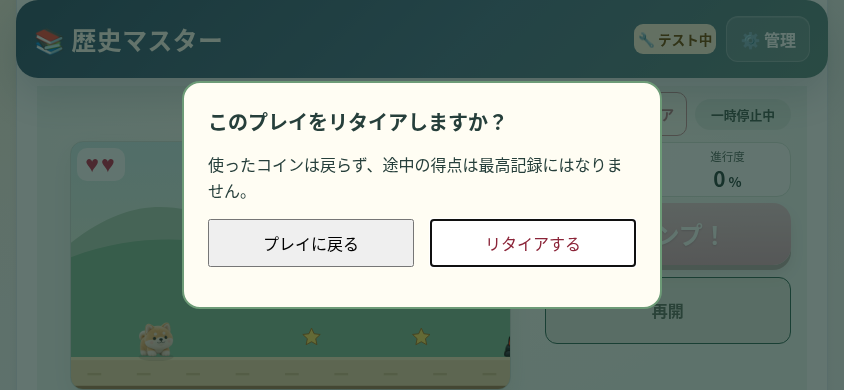 歴史マスター
🔧 テスト中
⚙️ 管理
このプレイをリタイアしますか？
使ったコインは戻らず、途中の得点は最高記録にはなりま
せん。
プレイに戻る
リタイアする
ア
一時停止中
進行度
0 %
ンプ！
再開